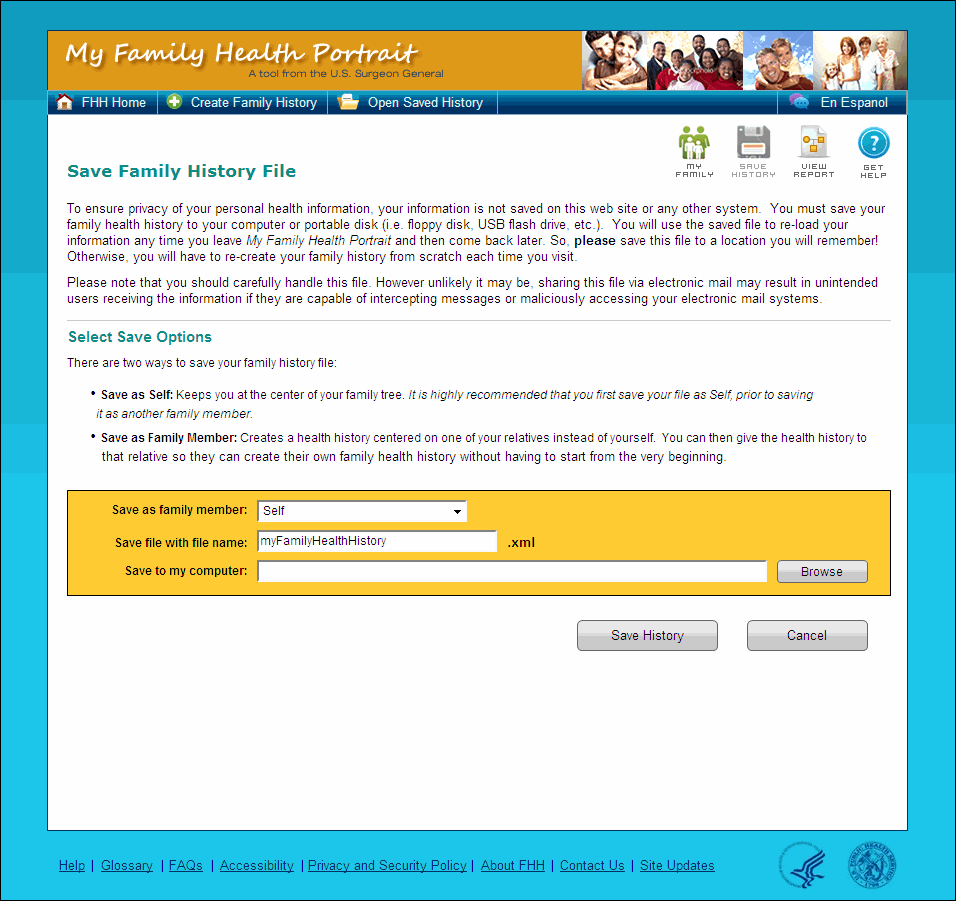 My Family Health Portrait
A tool from the U.S. Surgeon General
FHH Home
Create Family History
Open Saved History
En Espanol
MY FAMILY
SAVE HISTORY
VIEW REPORT
GET HELP
Save Family History File
To ensure privacy of your personal health information, your information is not saved on this web site or any other system. You must save your
family health history to your computer or portable disk (i.e. floppy disk, USB flash drive, etc.). You will use the saved file to re-load your
information any time you leave My Family Health Portrait and then come back later. So, please save this file to a location you will remember!
Otherwise, you will have to re-create your family history from scratch each time you visit.
Please note that you should carefully handle this file. However unlikely it may be, sharing this file via electronic mail may result in unintended
users receiving the information if they are capable of intercepting messages or maliciously accessing your electronic mail systems.
Select Save Options
There are two ways to save your family history file:
• Save as Self: Keeps you at the center of your family tree. It is highly recommended that you first save your file as Self, prior to saving
it as another family member.
• Save as Family Member: Creates a health history centered on one of your relatives instead of yourself. You can then give the health history to
that relative so they can create their own family health history without having to start from the very beginning.
Save as family member: Self
Save file with file name: myFamilyHealthHistory .xml
Save to my computer: Browse
Save History Cancel
Help | Glossary | FAQs | Accessibility | Privacy and Security Policy | About FHH | Contact Us | Site Updates